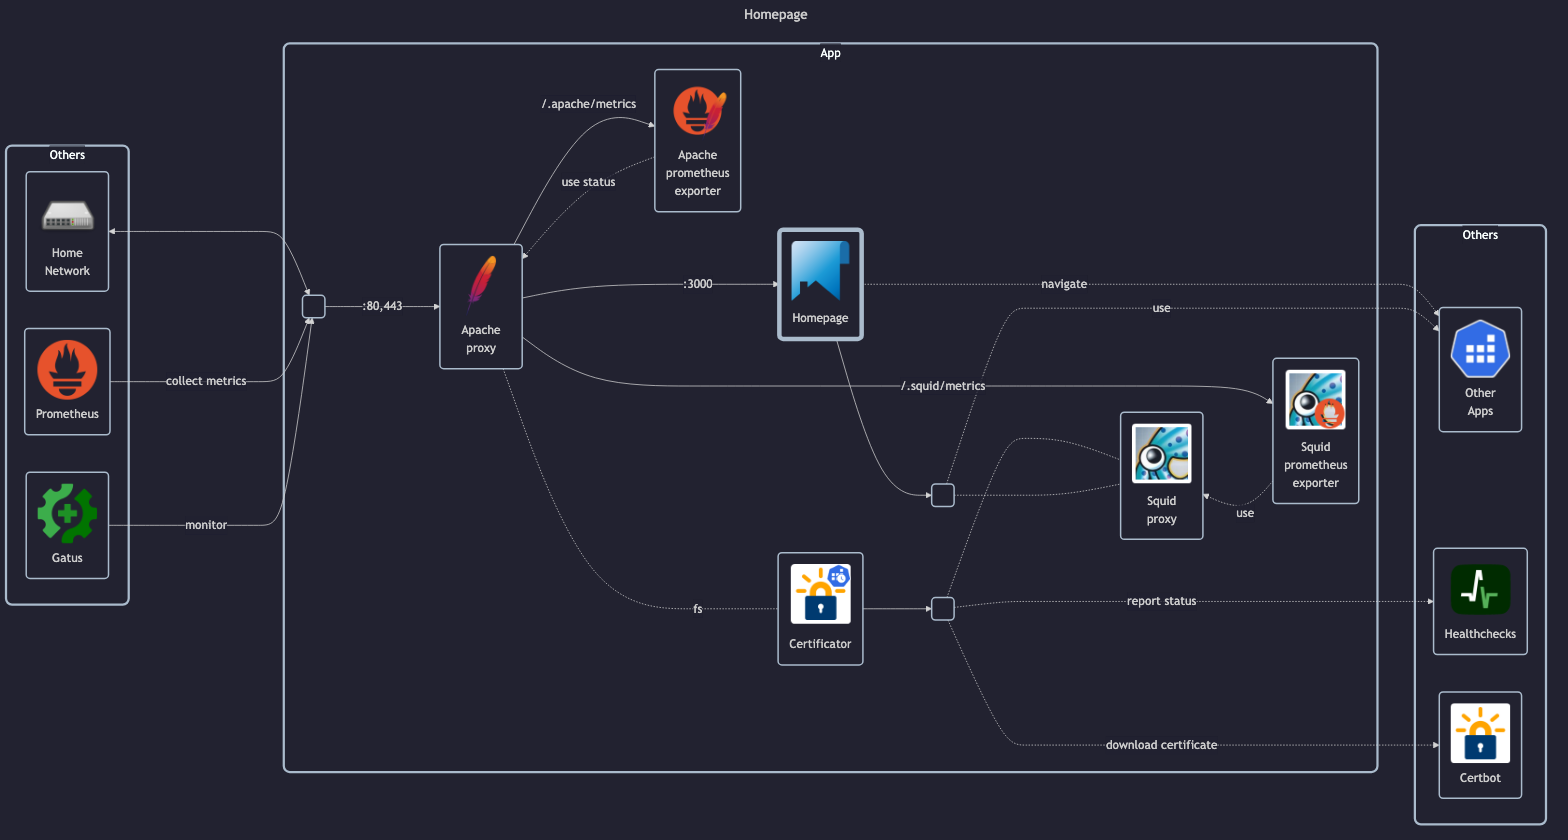 Homepage
App
/.apache/metrics
Apache
prometheus
exporter
use status
Others
Home
Network
Prometheus
Gatus
collect metrics
monitor
:80,443
Apache
proxy
:3000
Homepage
navigate
use
/.squid/metrics
Squid
proxy
Squid
prometheus
exporter
use
fs
Certificator
report status
download certificate
Others
Other
Apps
Healthchecks
Certbot